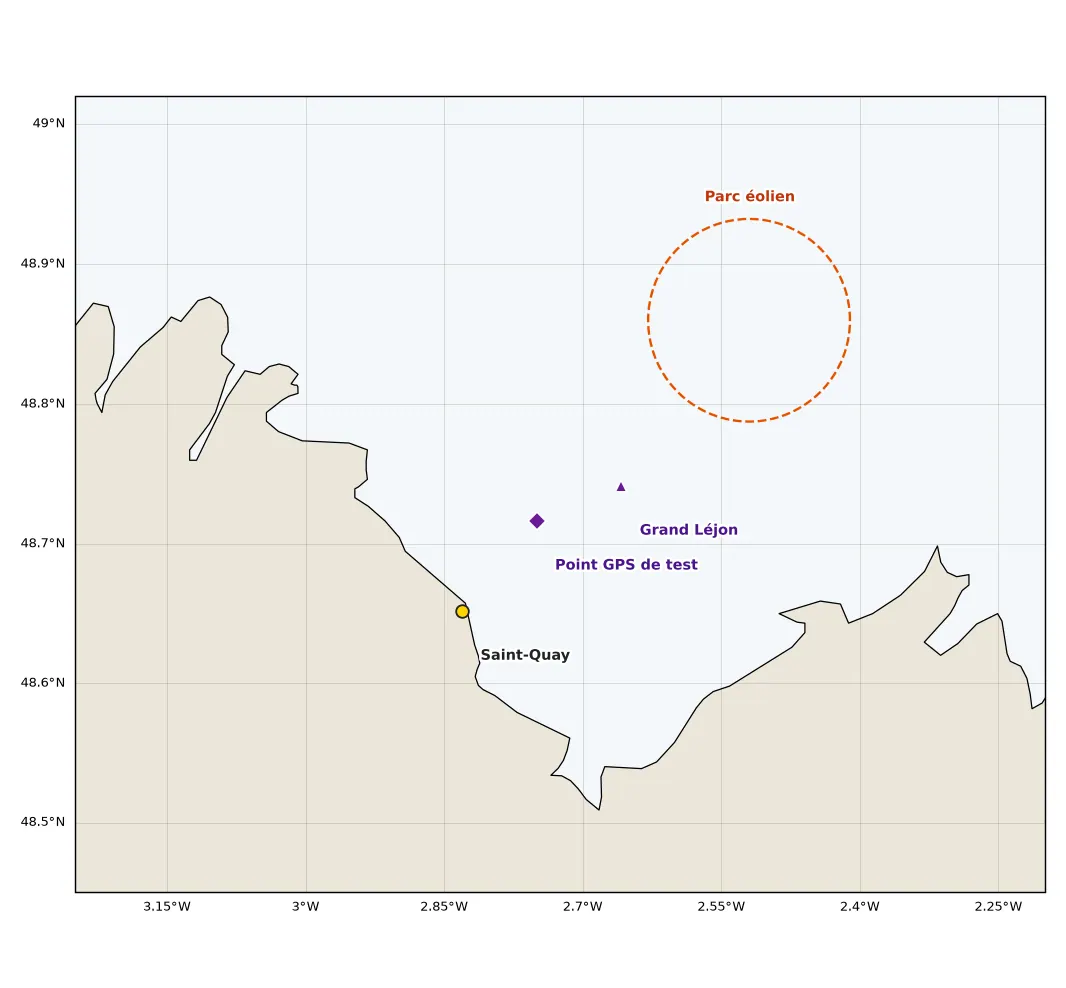 49°N
Parc éolien
48.9°N
48.8°N
Grand Léjon
48.7°N
Point GPS de test
Saint-Quay
48.6°N
48.5°N
3.15°W
3°W
2.85°W
2.7°W
2.55°W
2.4°W
2.25°W